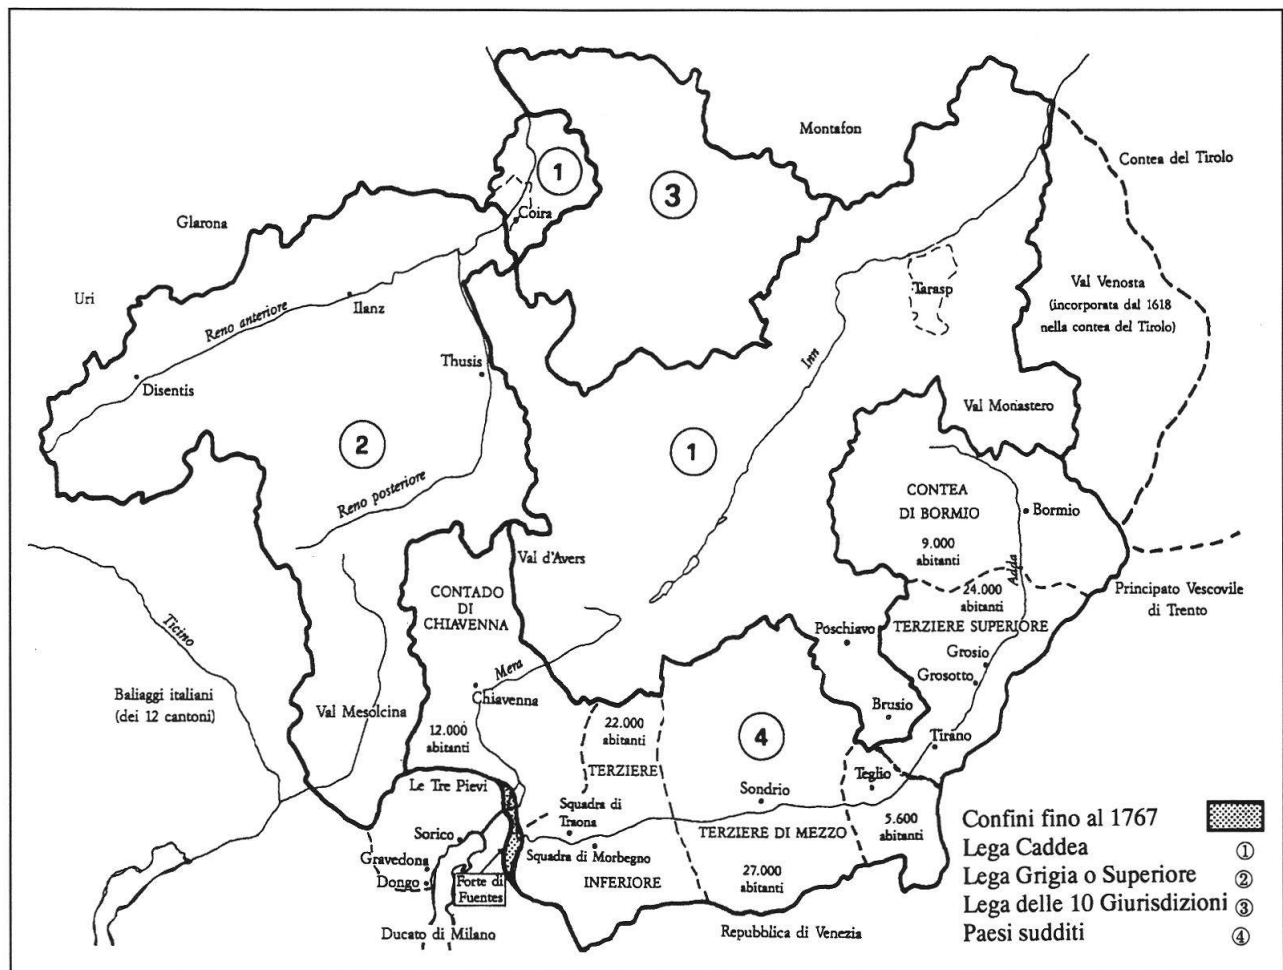 Montafon
Contea del Tirolo
1
3
Glarona
Coira
Uri
Reno anteriore
Ilanz
Tarasp
Val Venosta
(incorporata dal 1618
nella contea del Tirolo)
Inn
Thusis
Disentis
Val Monastero
2
1
Reno posteriore
CONTEA
DI BORMIO
9.000
abitanti
Bormio
Adda
Val d'Avers
CONTADO
DI
CHIAVENNA
24.000
abitanti
Principato Vescovile
di Trento
Ticino
Poschiavo
TERZIERE SUPERIORE
Grosio
Grosotto
Mera
Chiavenna
Baliaggi italiani
(dei 12 cantoni)
Val Mesolcina
Brusio
12.000
abitanti
22.000
abitanti
4
Tirano
TERZIERE
Teglio
Le Tre Pievi
Sondrio
Squadra di
Traona
5.600
abitanti
Sorico
TERZIERE DI MEZZO
Gravedona
Squadra di Morbegno
Dongo
Forte di
Fuentes
INFERIORE
27.000
abitanti
Ducato di Milano
Repubblica di Venezia
Confini fino al 1767
Lega Caddea 1
Lega Grigia o Superiore 2
Lega delle 10 Giurisdizioni 3
Paesi sudditi 4